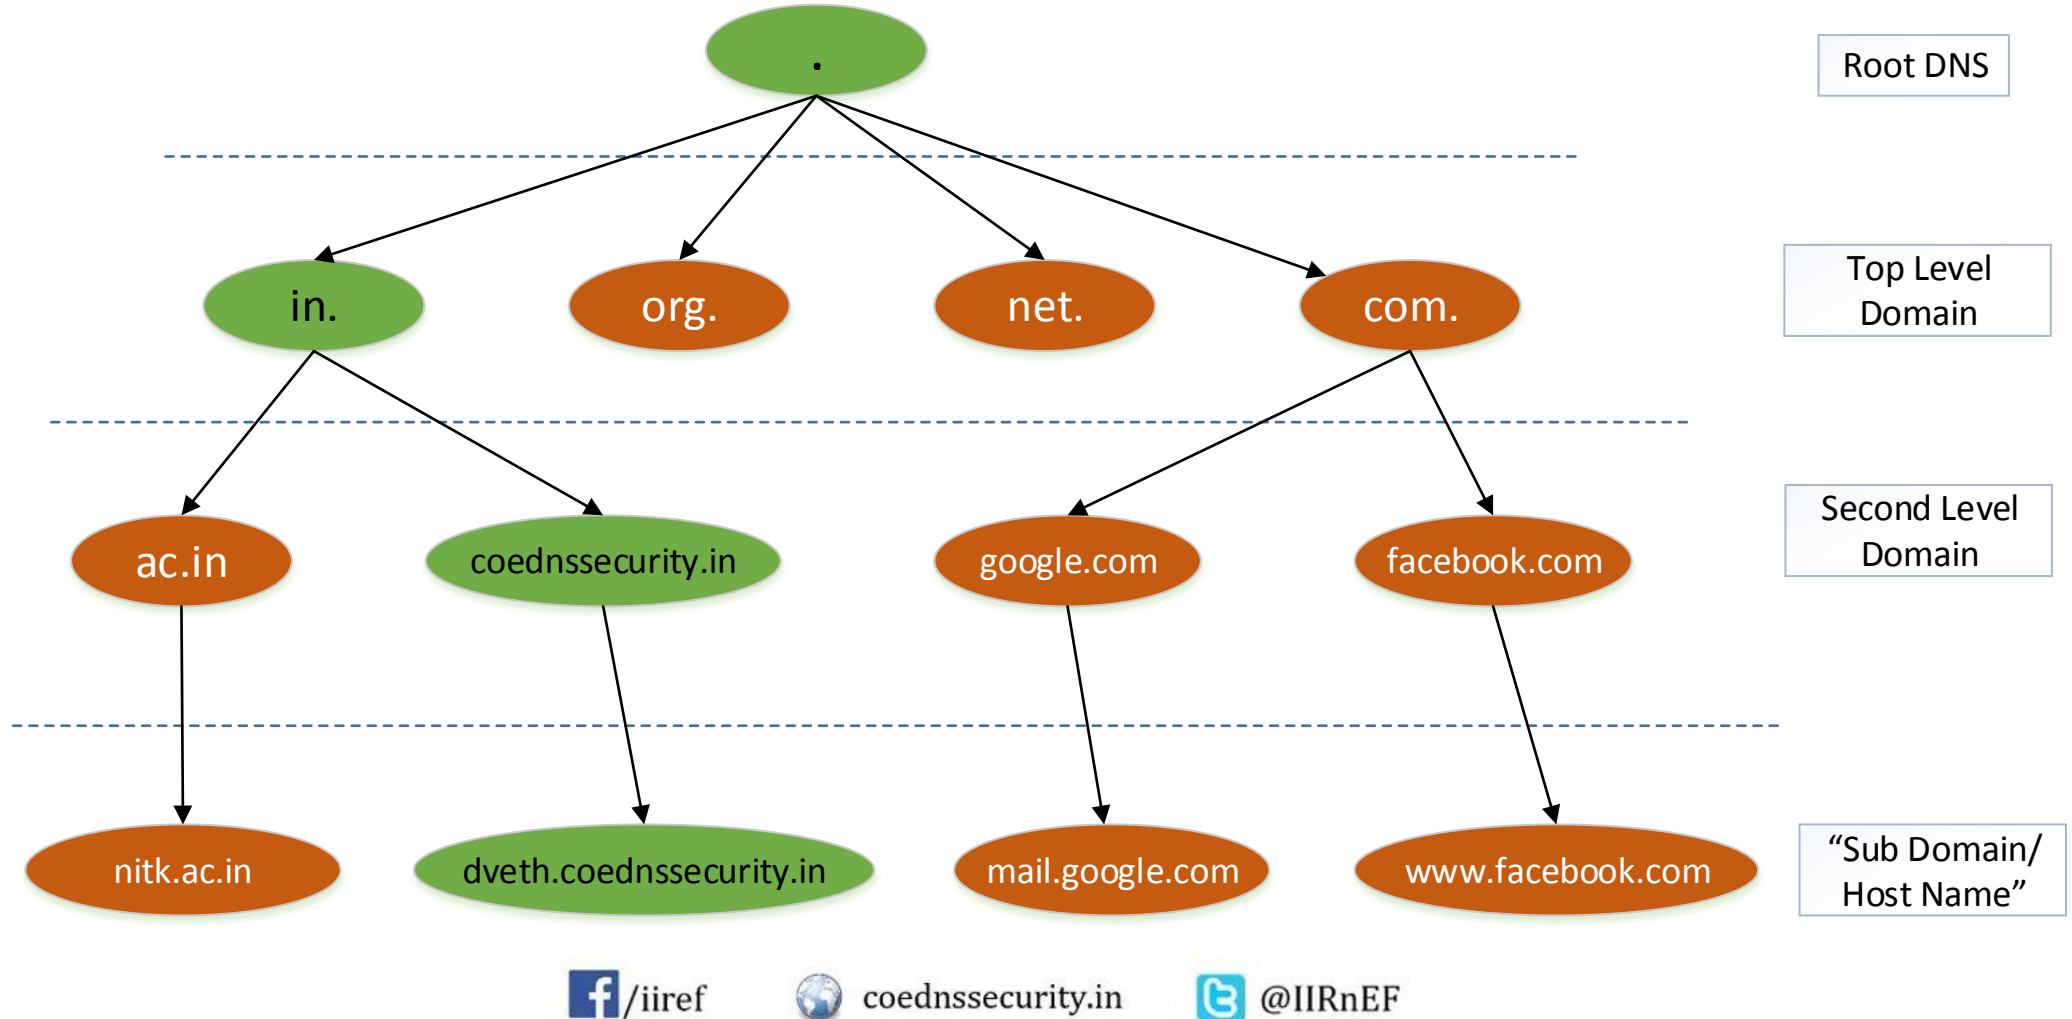 .
Root DNS
in.
org.
net.
com.
Top Level
Domain
ac.in
coednssecurity.in
google.com
facebook.com
Second Level
Domain
nitk.ac.in
dveth.coednssecurity.in
mail.google.com
www.facebook.com
“Sub Domain/
Host Name”
/iiref
coednssecurity.in
@IIRnEF